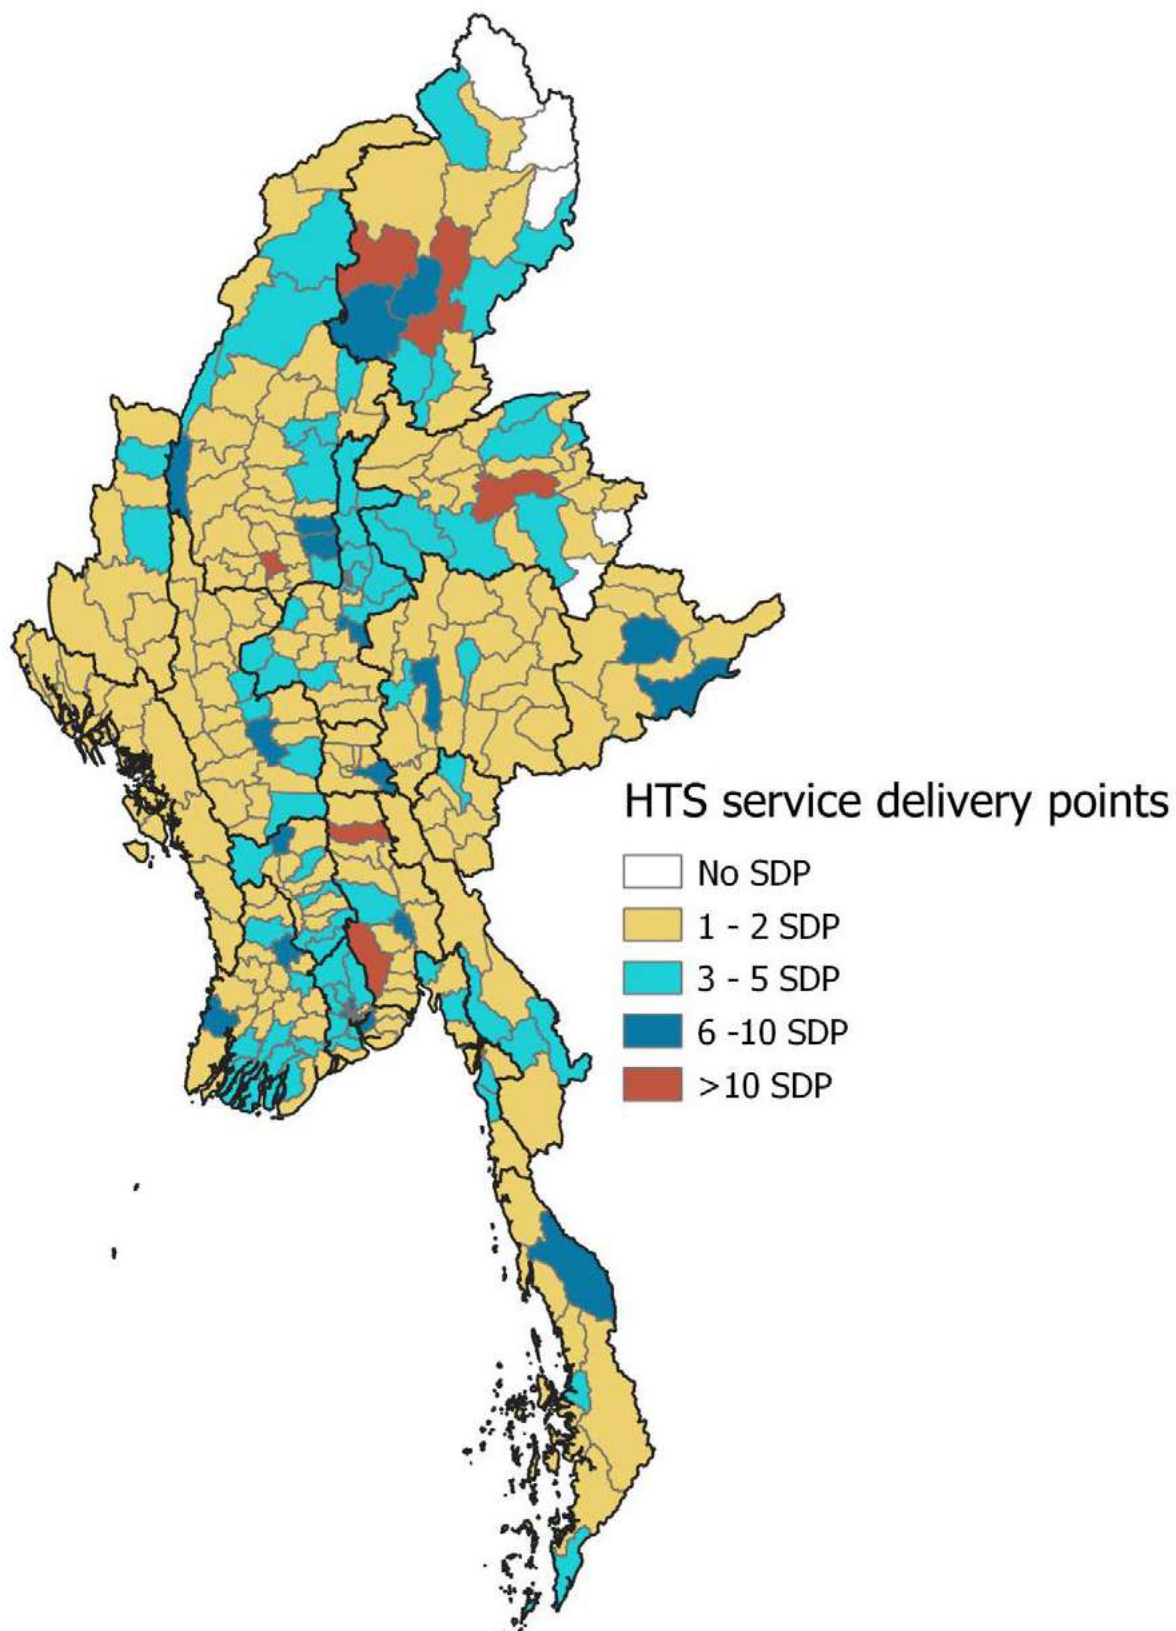 HTS service delivery points
No SDP
1 - 2 SDP
3 - 5 SDP
6 -10 SDP
>10 SDP